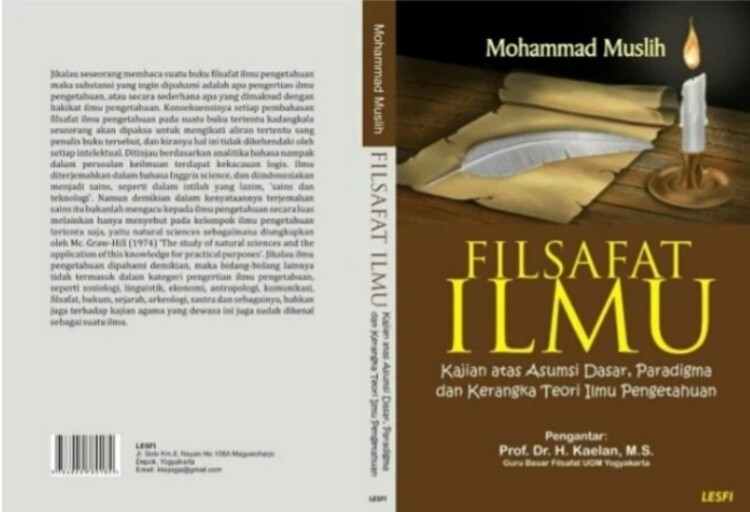 Jikalau seseorang membaca suatu buku filsafat ilmu pengetahuan
maka substansi yang ingin dipahami adalah apa pengertian ilmu
pengetahuan, atau secara sederhana apa yang dimaksud dengan
hakikat ilmu pengetahuan. Konsekuensinya setiap pembahasan
filsafat ilmu pengetahuan pada suatu buku tertentu kadangkala
seseorang akan dipaksa untuk mengikuti aliran tertentu sang
penulis buku tersebut, dan kiranya hal ini tidak dikehendaki oleh
setiap intelektual. Ditinjau berdasarkan analitika bahasa nampak
dalam persoalan keilmuan terdapat kekacauan logis. Ilmu
diterjemahkan dalam bahasa Inggris science, dan diindonesiakan
menjadi sains, seperti dalam istilah yang lazim, 'sains dan
teknologi'. Namun demikian dalam kenyataannya terjemahan
sains itu bukanlah mengacu kepada ilmu pengetahuan secara luas
melainkan hanya menyebut pada kelompok ilmu pengetahuan
tertentu saja, yaitu natural sciences sebagaimana diungkapkan
oleh Mc. Graw-Hill (1974) 'The study of natural sciences and the
application of this knowledge for practical purposes'. Jikalau ilmu
pengetahuan dipahami demikian, maka bidang-bidang lainnya
tidak termasuk dalam kategori pengertian ilmu pengetahuan,
seperti sosiologi, linguistik, ekonomi, antropologi, komunikasi,
filsafat, hukum, sejarah, arkeologi, sastra dan sebagainya, bahkan
juga terhadap kajian agama yang dewasa ini juga sudah dikenal
sebagai suatu ilmu.
LESFI
Jl. Solo Km.8, Nayan No.108A Maguwoharjo
Depok, Yogyakarta
Email:
Mohammad Muslih
FILSAFAT ILMU
Kajian atas Asumsi Dasar, Paradigma
dan Kerangka Teori Ilmu Pengetahuan
LESFI
Mohammad Muslih
FILSAFAT
ILMU
Kajian atas Asumsi Dasar, Paradigma
dan Kerangka Teori Ilmu Pengetahuan
Pengantar:
Prof. Dr. H. Kaelan, M.S.
Guru Besar Filsafat UGM Yogyakarta
LESFI